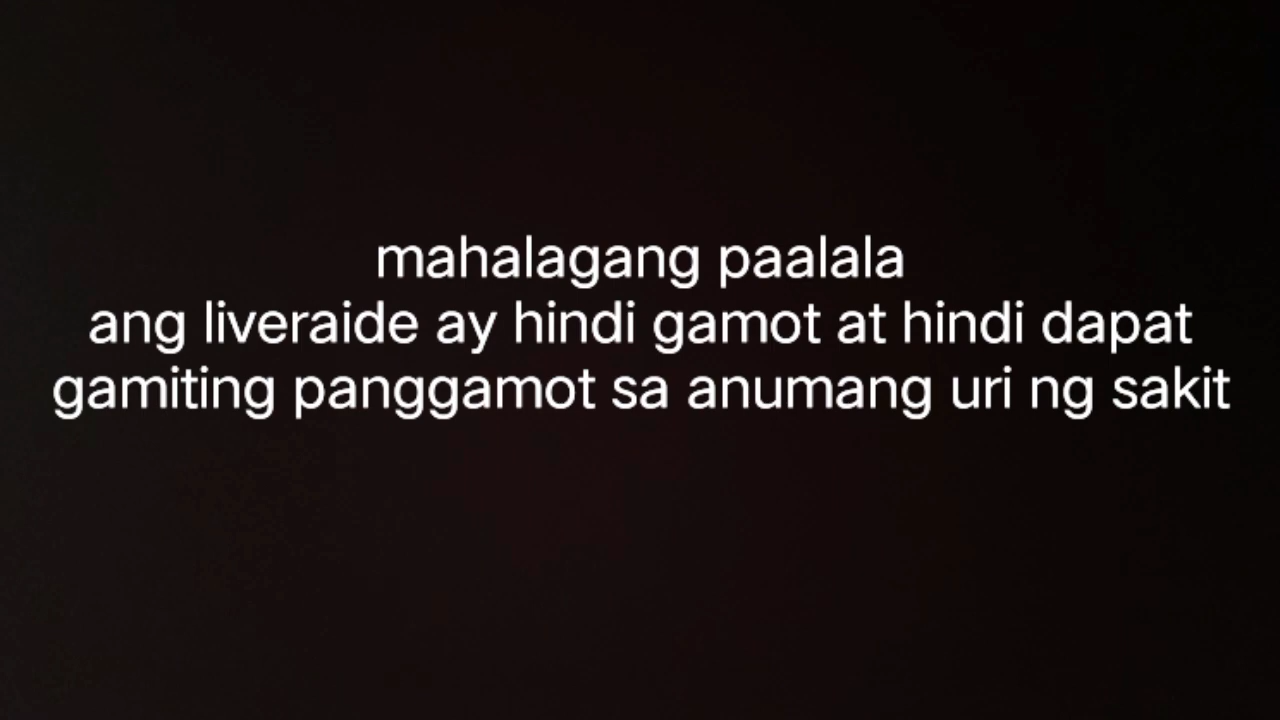 mahalagang paalala
ang liveraide ay hindi gamot at hindi dapat
gamiting panggamot sa anumang uri ng sakit